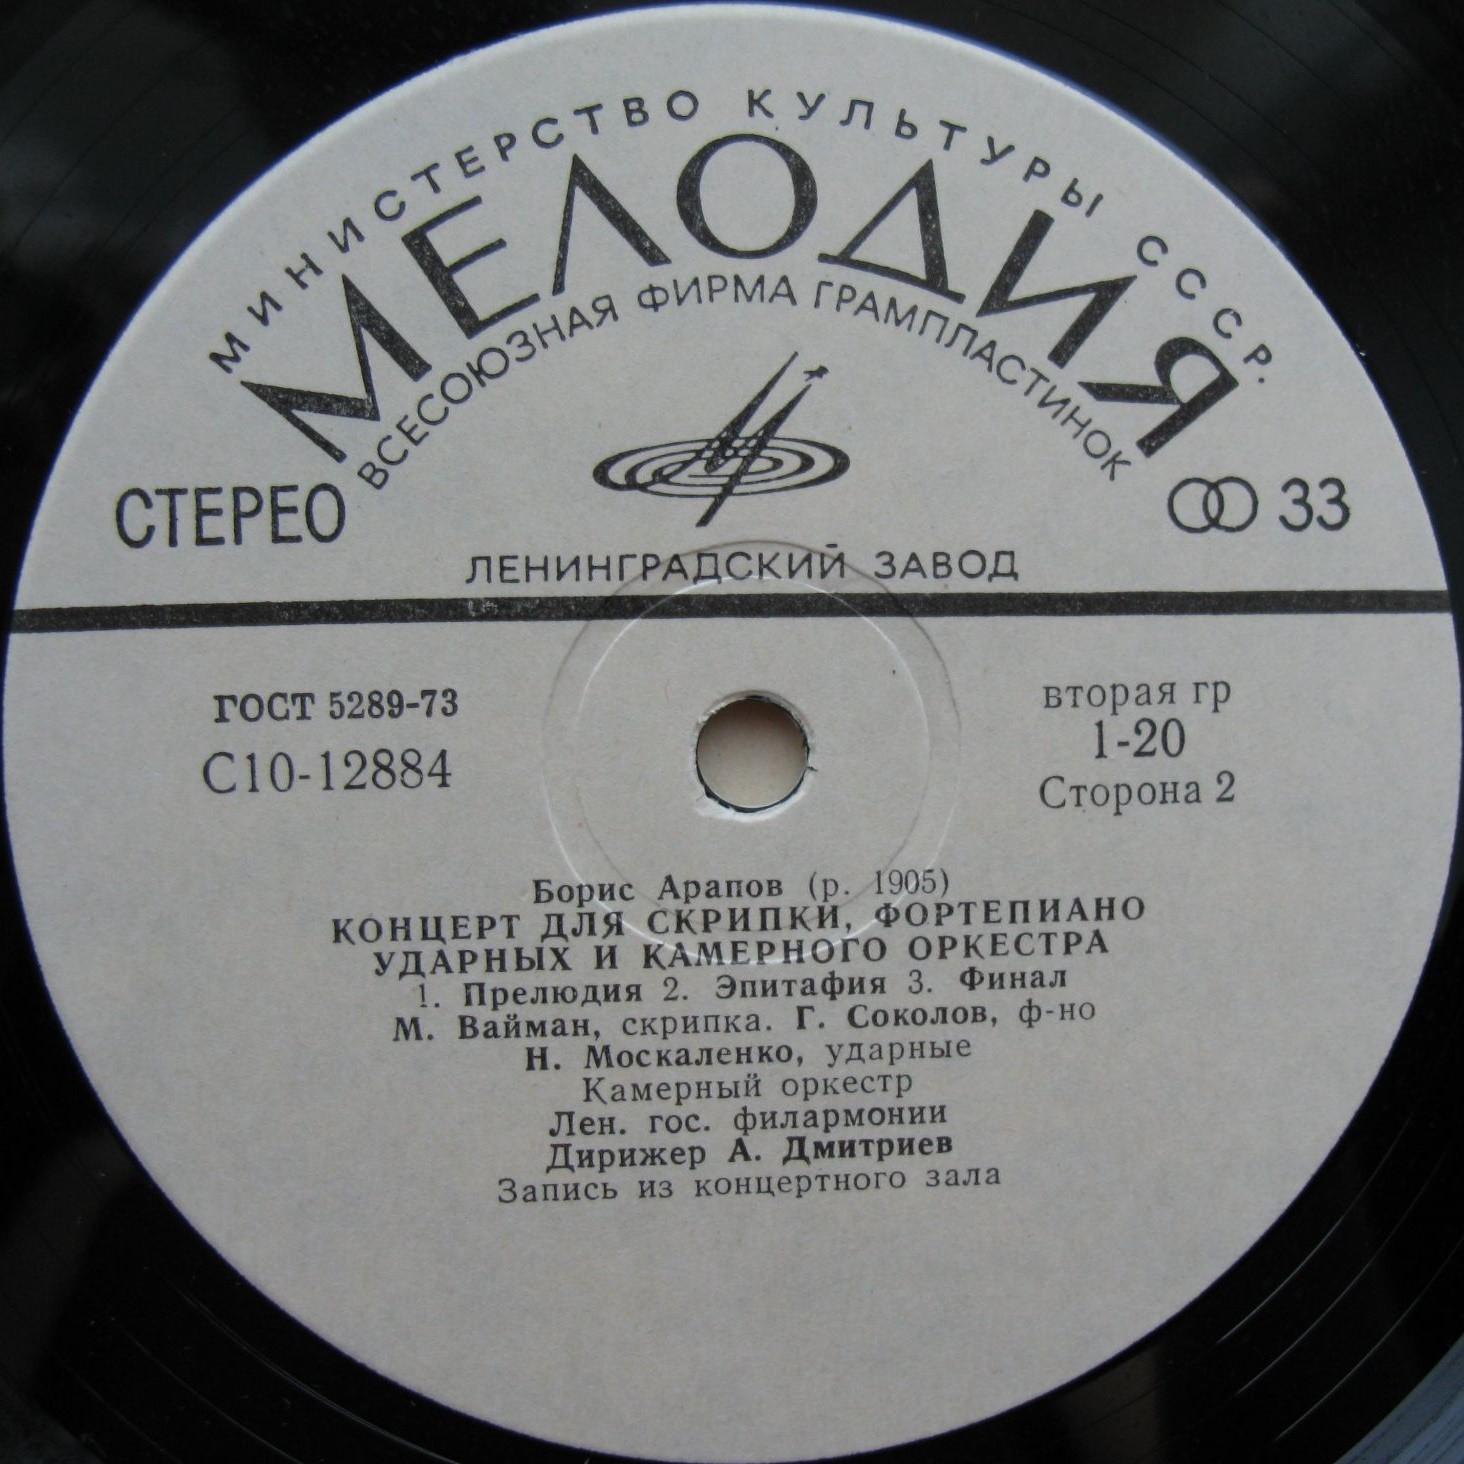 МИНИСТЕРСТВО КУЛЬТУРЫ СССР.
МЕЛОДИЯ
ВСЕСОЮЗНАЯ ФИРМА ГРАМПЛАСТИНОК
СТЕРЕО
33
ЛЕНИНГРАДСКИЙ ЗАВОД
ГОСТ 5289-73
С10-12884
вторая гр
1-20
Сторона 2
Борис Арапов (р. 1905)
КОНЦЕРТ ДЛЯ СКРИПКИ, ФОРТЕПИАНО
УДАРНЫХ И КАМЕРНОГО ОРКЕСТРА
1. Прелюдия 2. Эпитафия 3. Финал
М. Вайман, скрипка. Г. Соколов, ф-но
Н. Москаленко, ударные
Камерный оркестр
Лен. гос. филармонии
Дирижер А. Дмитриев
Запись из концертного зала